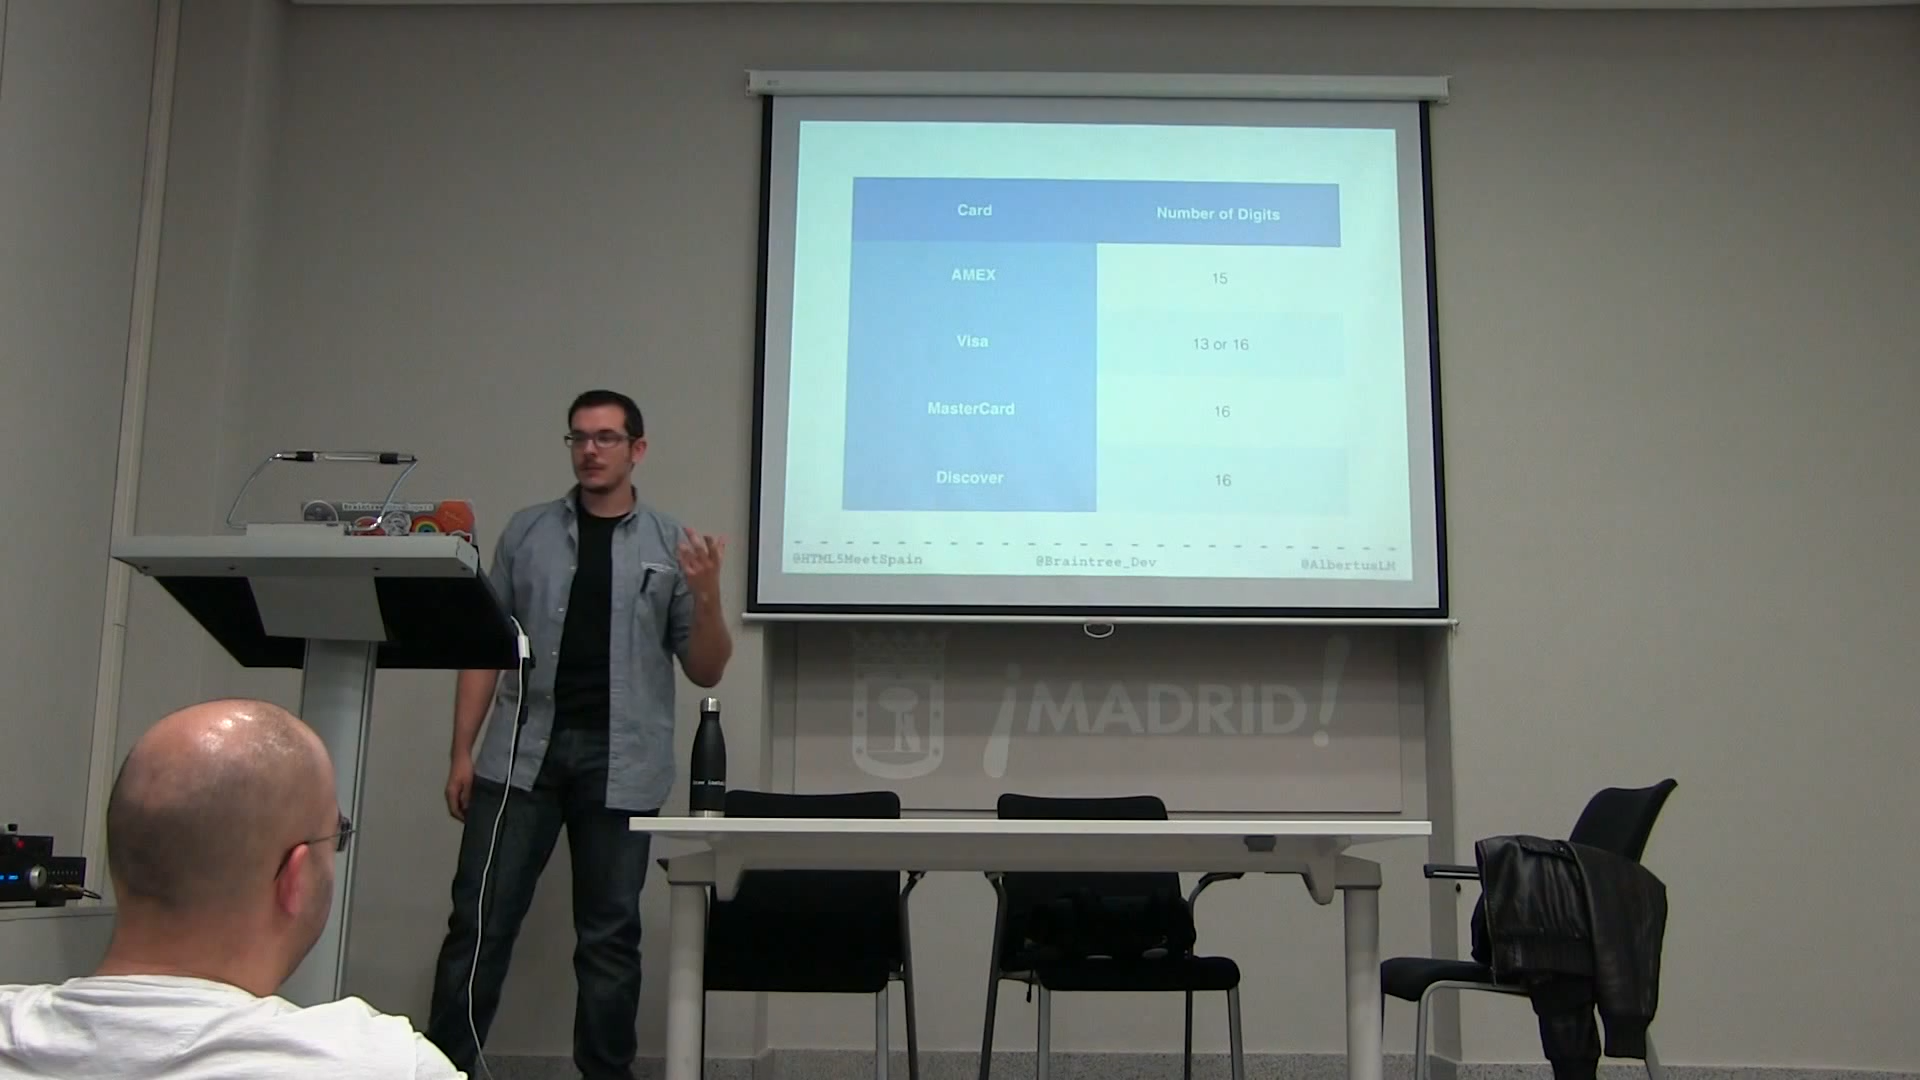 Card Number of Digits
AMEX 15
Visa 13 or 16
MasterCard 16
Discover 16
@HTML5MeetSpain @Braintree_Dev @AlbertusLM
¡MADRID!